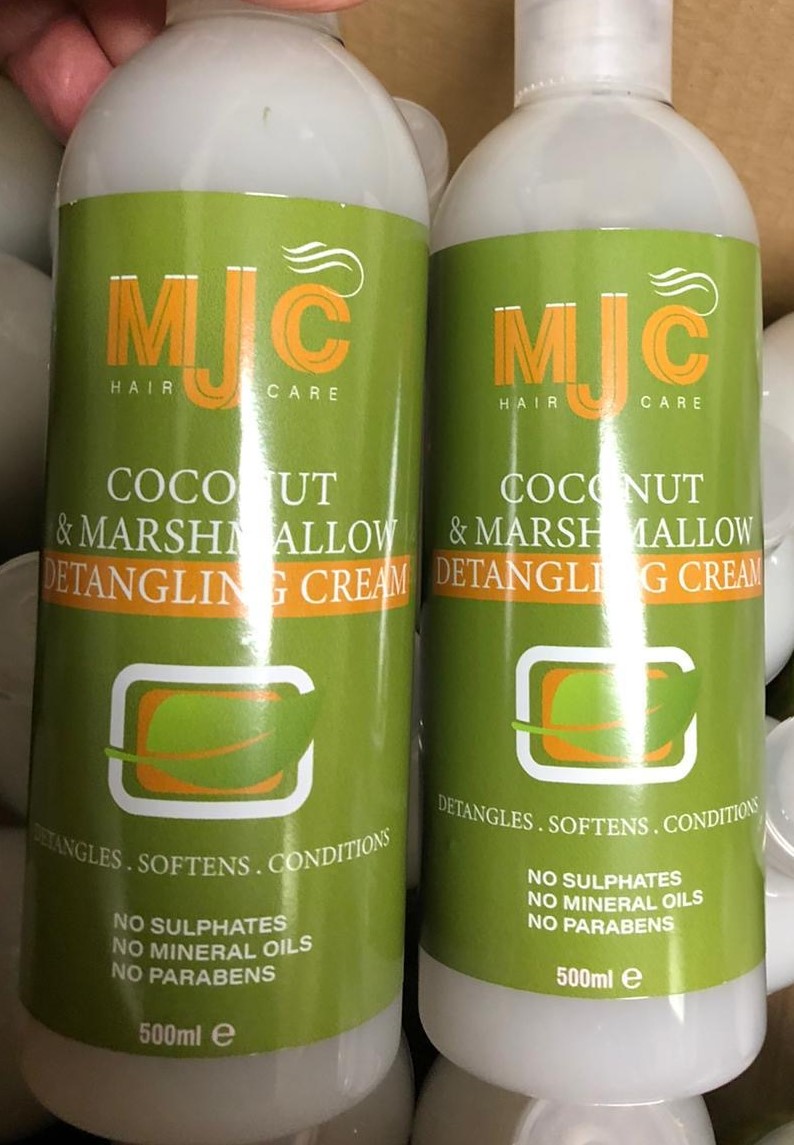 MJC
HAIR CARE
COCONUT
& MARSHMALLOW
DETANGLING CREAM
DETANGLES . SOFTENS . CONDITIONS
NO SULPHATES
NO MINERAL OILS
NO PARABENS
500ml e
MJC
HAIR CARE
COCONUT
& MARSHMALLOW
DETANGLING CREAM
DETANGLES . SOFTENS . CONDITIONS
NO SULPHATES
NO MINERAL OILS
NO PARABENS
500ml e